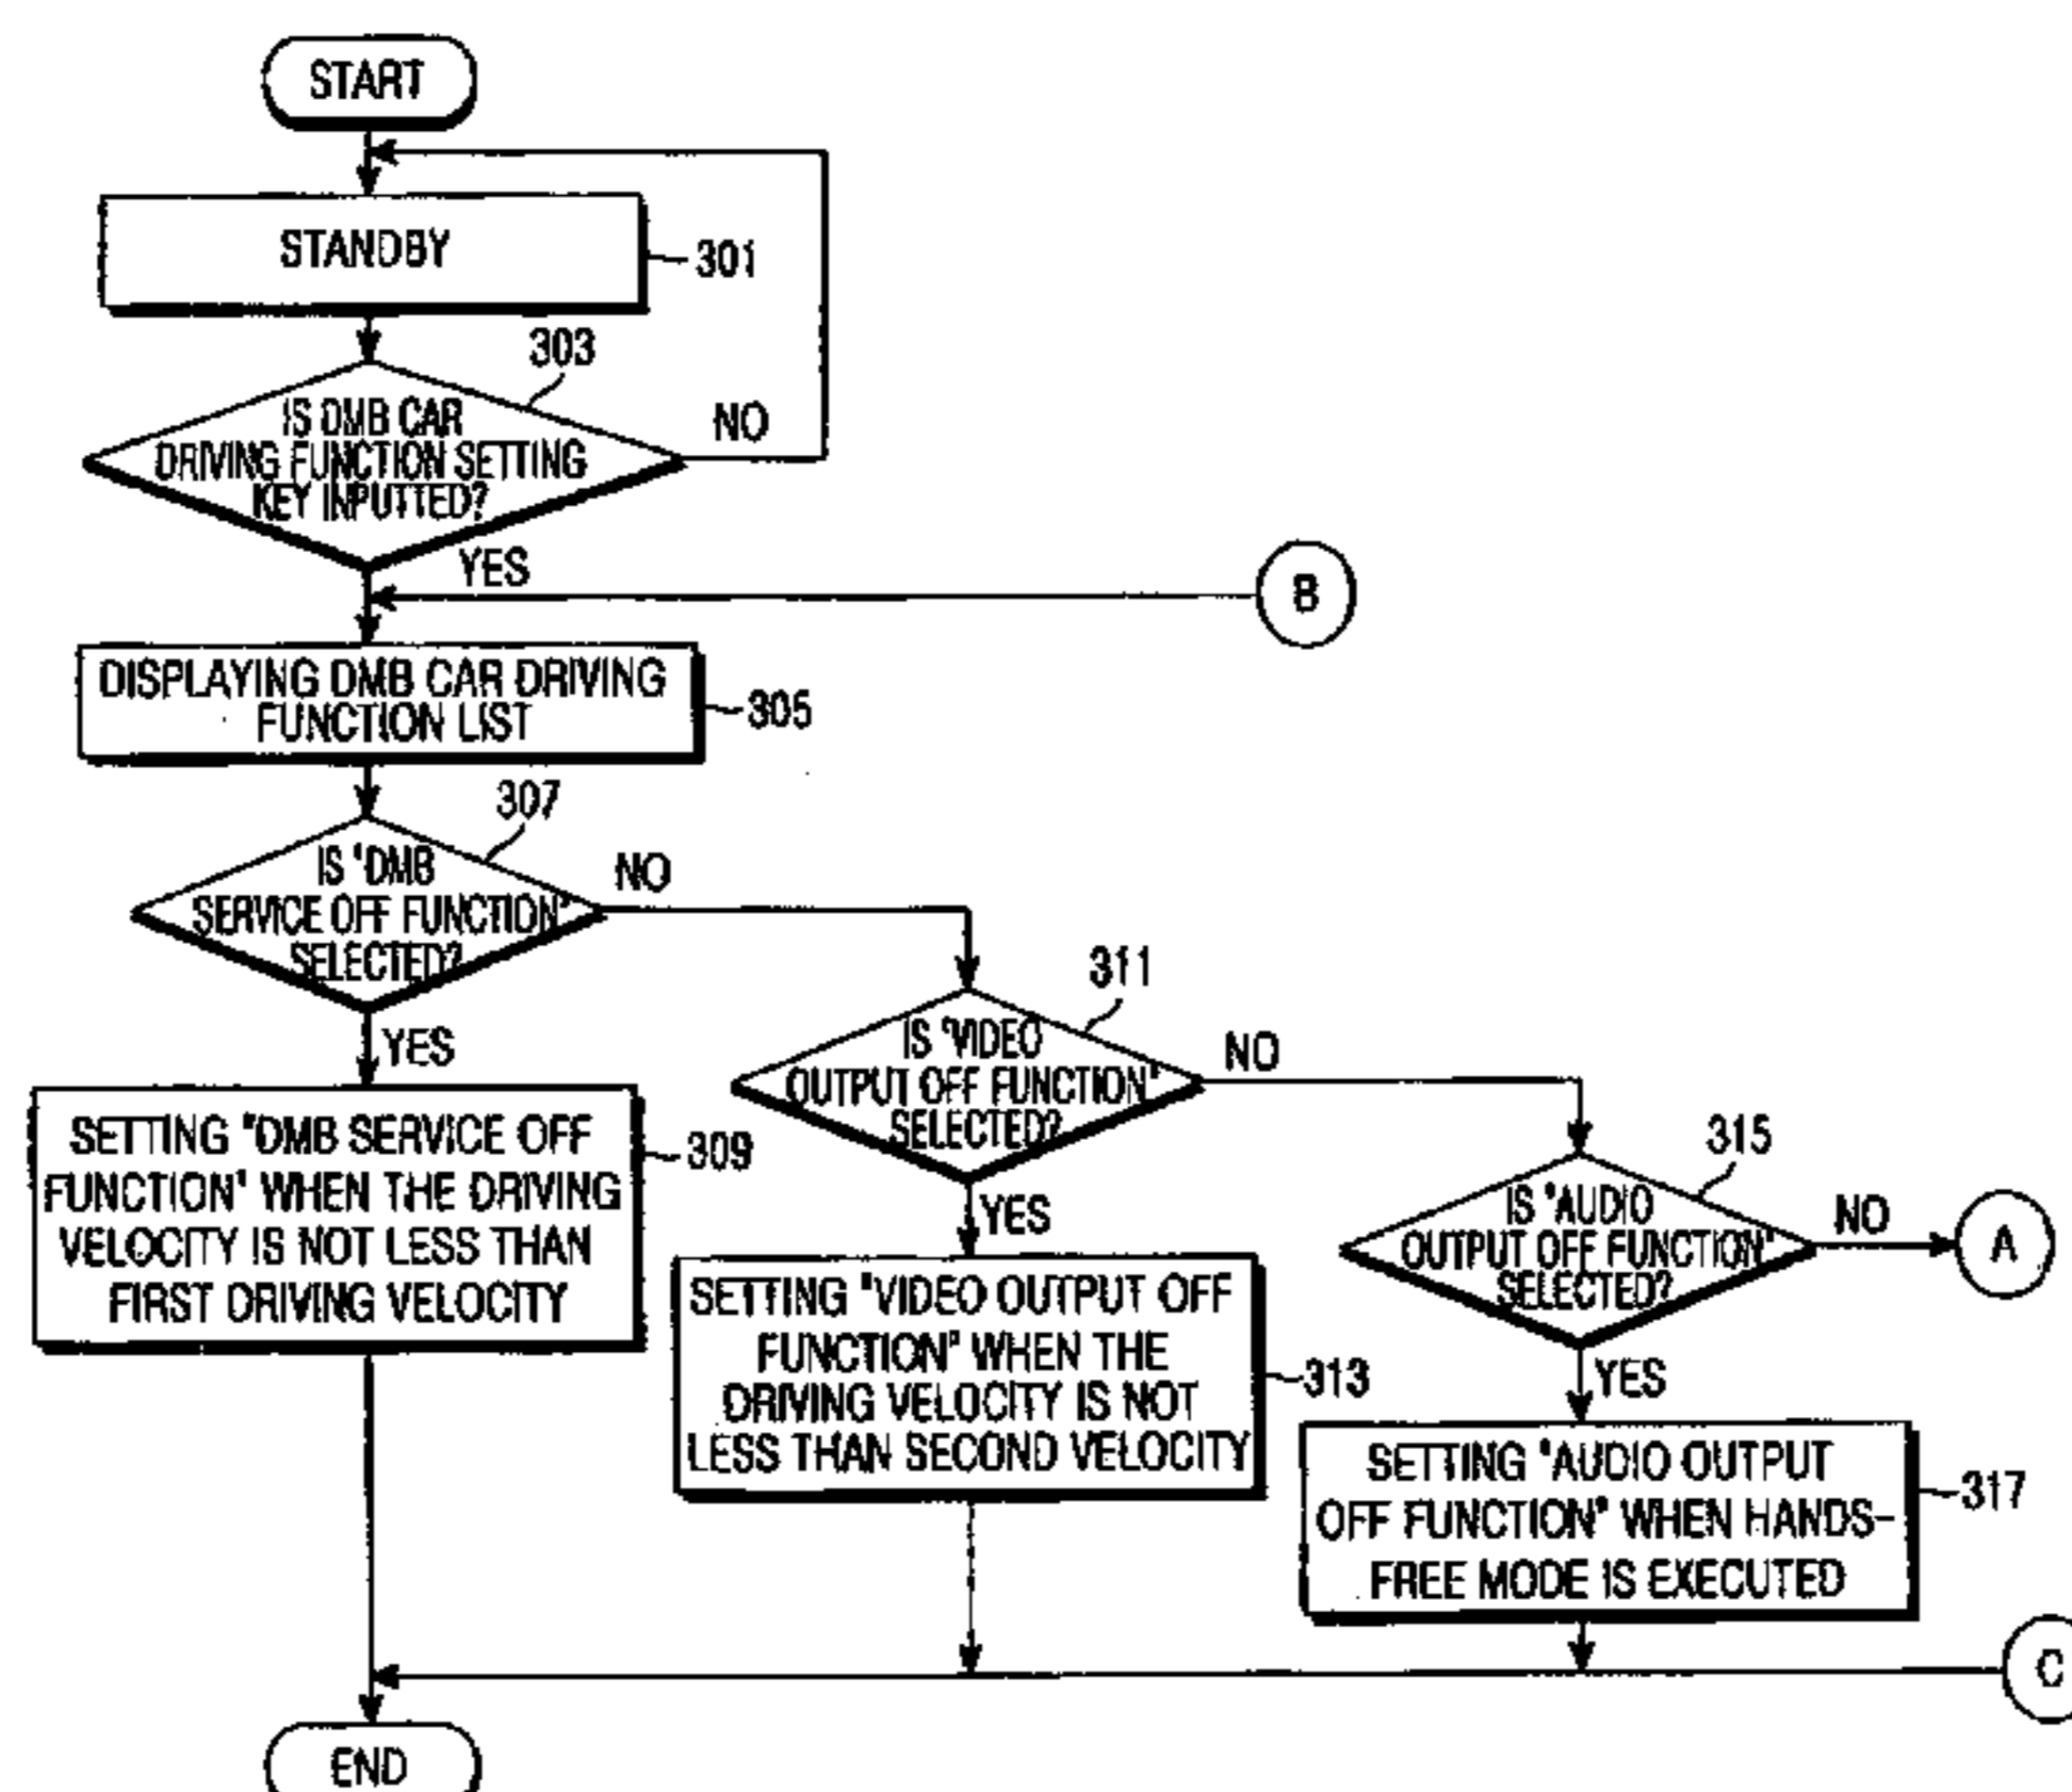 START
STANDBY
301
303
IS DMB CAR
DRIVING FUNCTION SETTING
KEY INPUTTED?
NO
YES
B
DISPLAYING DMB CAR DRIVING
FUNCTION LIST
305
307
IS "DMB
SERVICE OFF FUNCTION"
SELECTED?
NO
YES
311
IS "VIDEO
OUTPUT OFF FUNCTION"
SELECTED?
NO
YES
SETTING "DMB SERVICE OFF
FUNCTION" WHEN THE DRIVING
VELOCITY IS NOT LESS THAN
FIRST DRIVING VELOCITY
309
315
IS "AUDIO
OUTPUT OFF FUNCTION"
SELECTED?
NO
A
YES
SETTING "VIDEO OUTPUT OFF
FUNCTION" WHEN THE
DRIVING VELOCITY IS NOT
LESS THAN SECOND VELOCITY
313
SETTING "AUDIO OUTPUT
OFF FUNCTION" WHEN HANDS-
FREE MODE IS EXECUTED
317
C
END